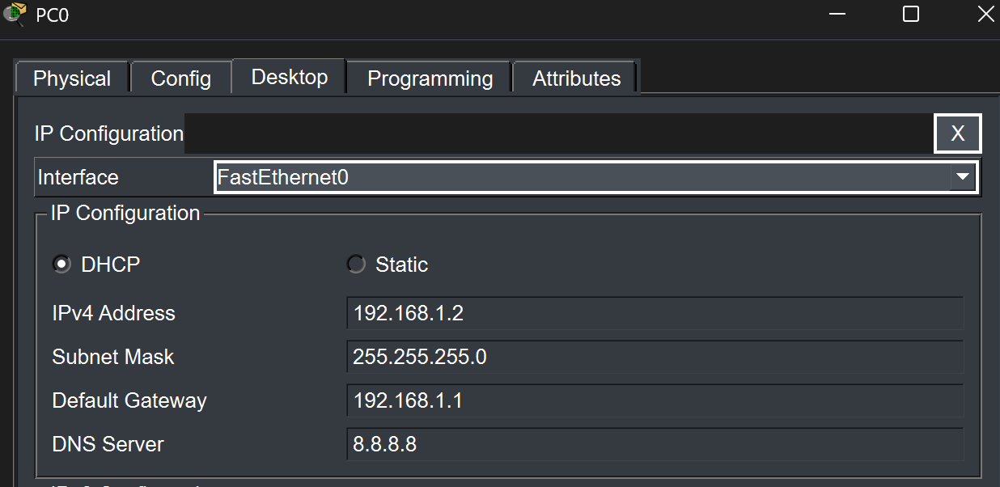 PC0
Physical Config Desktop Programming Attributes
IP Configuration X
Interface FastEthernet0
IP Configuration
DHCP Static
IPv4 Address 192.168.1.2
Subnet Mask 255.255.255.0
Default Gateway 192.168.1.1
DNS Server 8.8.8.8